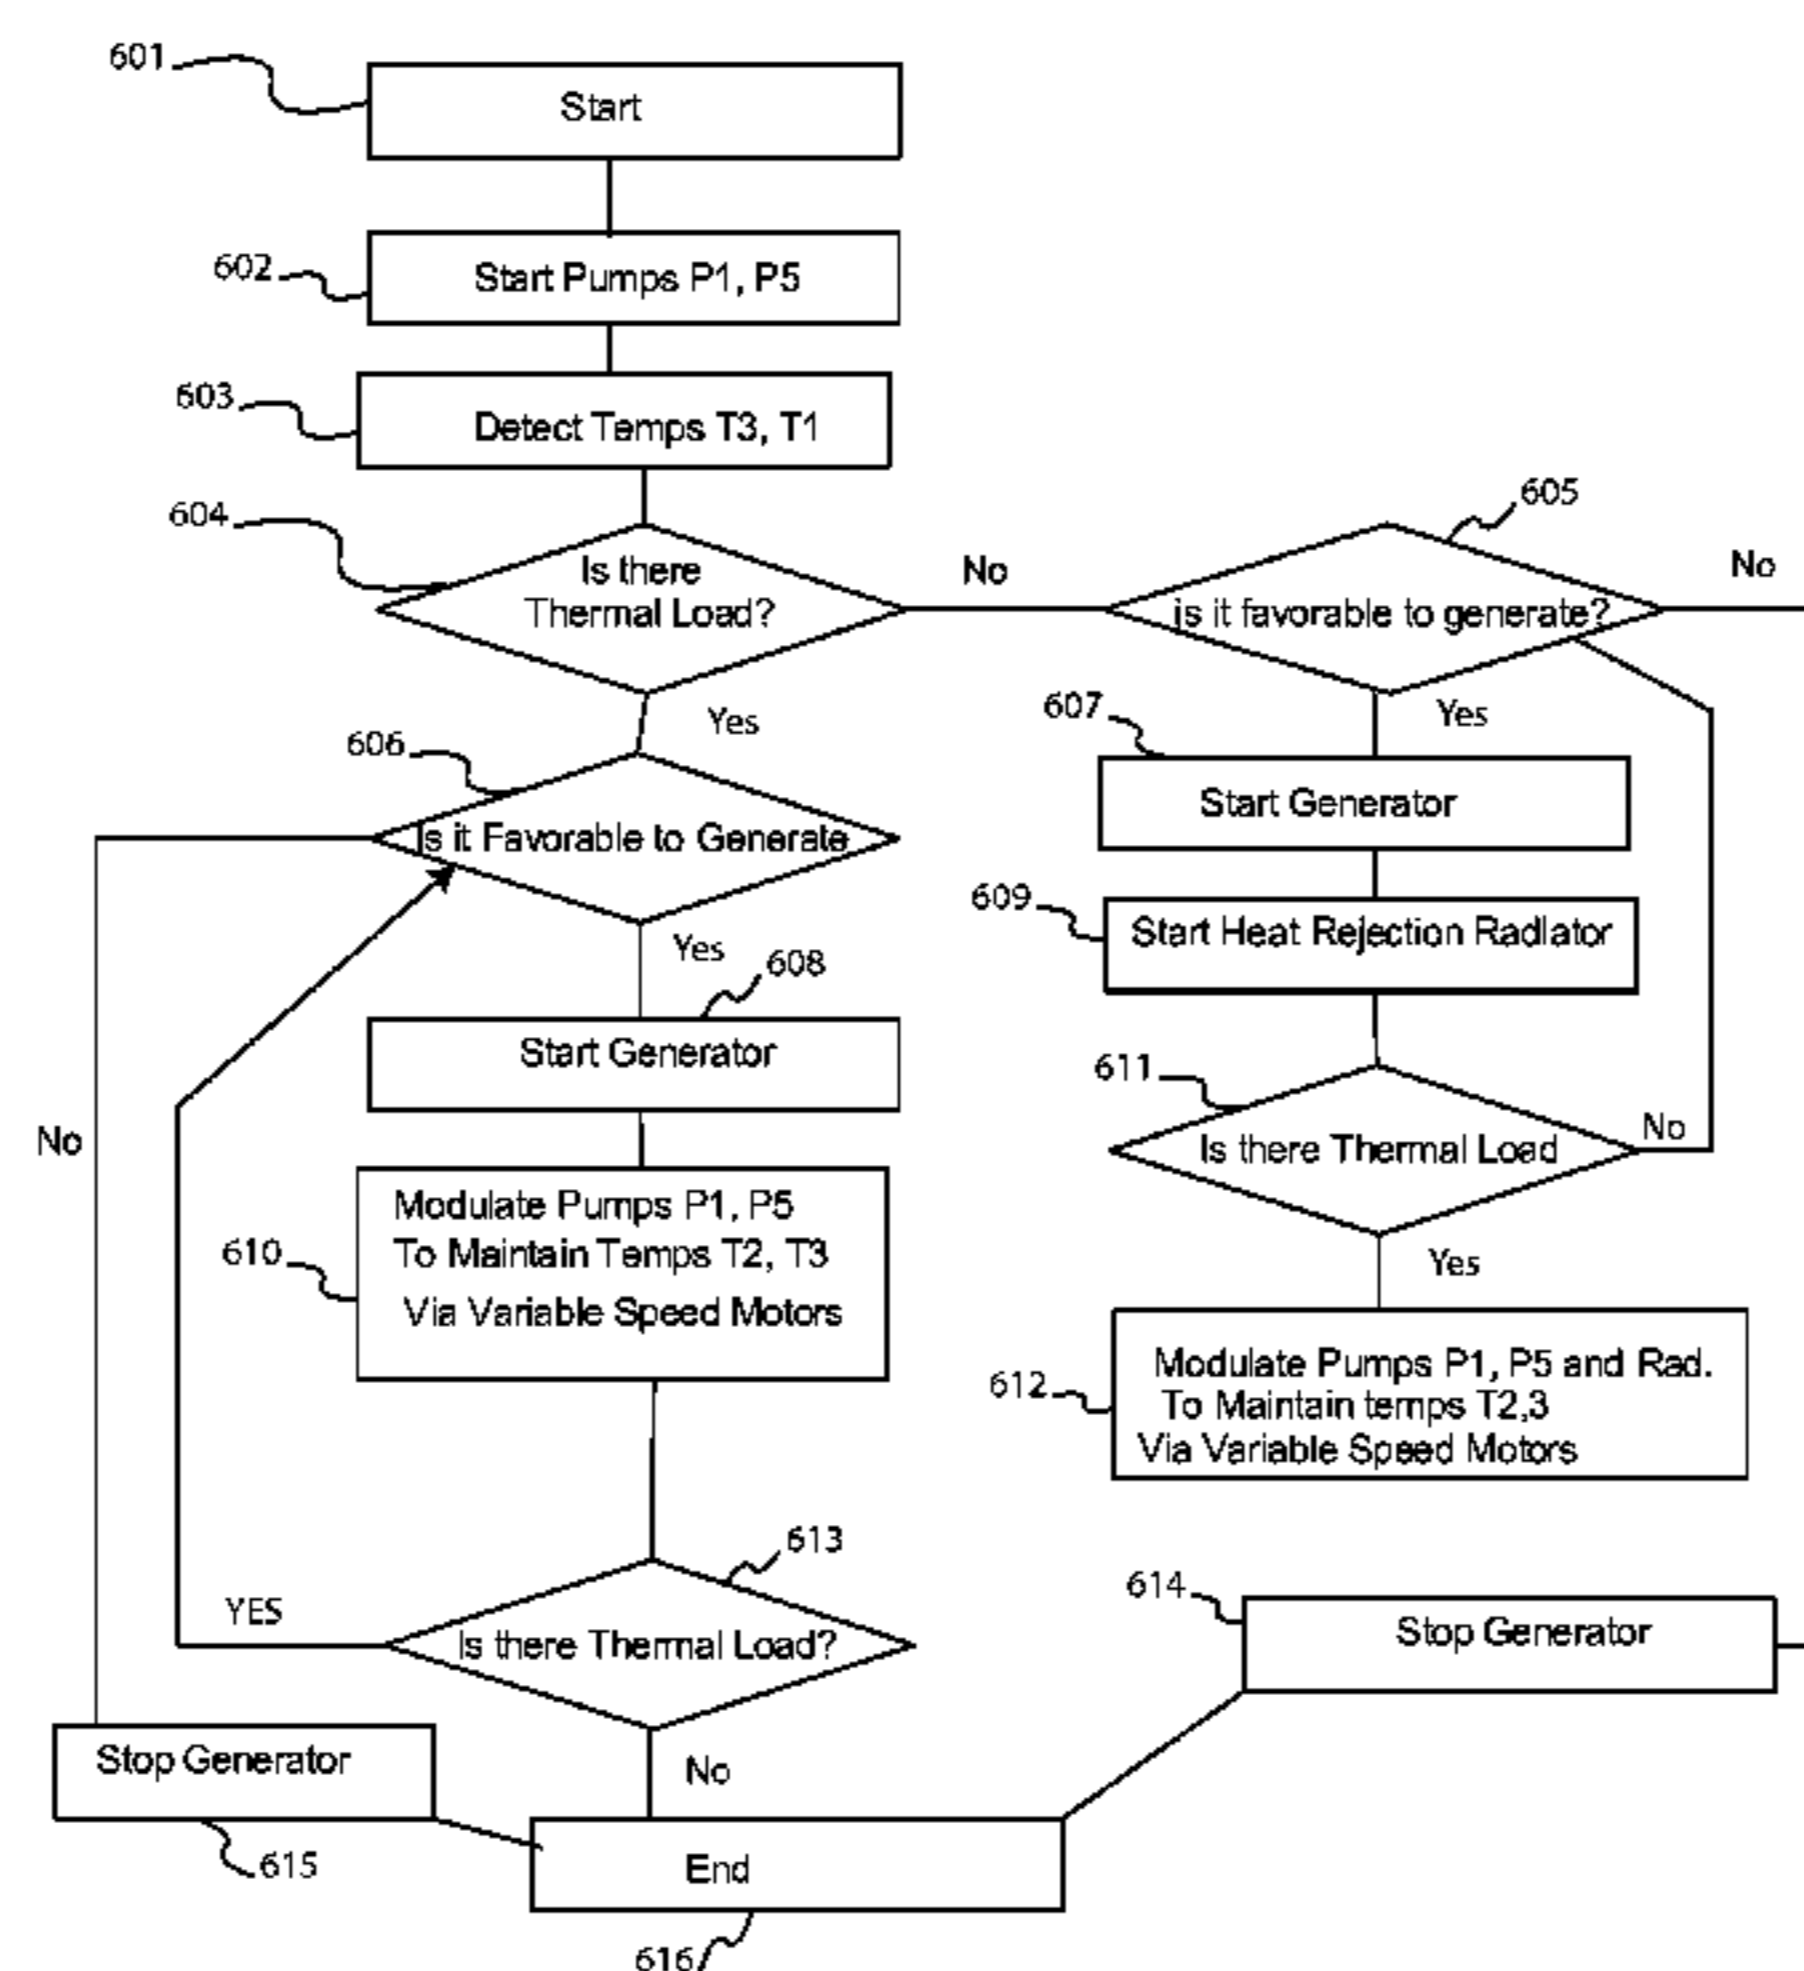 601
Start
602
Start Pumps P1, P5
603
Detect Temps T3, T1
604
Is there
Thermal Load?
No
605
is it favorable to generate?
No
Yes
606
Is it Favorable to Generate
607
Yes
Start Generator
609
Start Heat Rejection Radiator
Yes
608
Start Generator
611
Is there Thermal Load
No
No
610
Modulate Pumps P1, P5
To Maintain Temps T2, T3
Via Variable Speed Motors
Yes
612
Modulate Pumps P1, P5 and Rad.
To Maintain temps T2,3
Via Variable Speed Motors
613
YES
Is there Thermal Load?
614
Stop Generator
Stop Generator
615
No
End
616